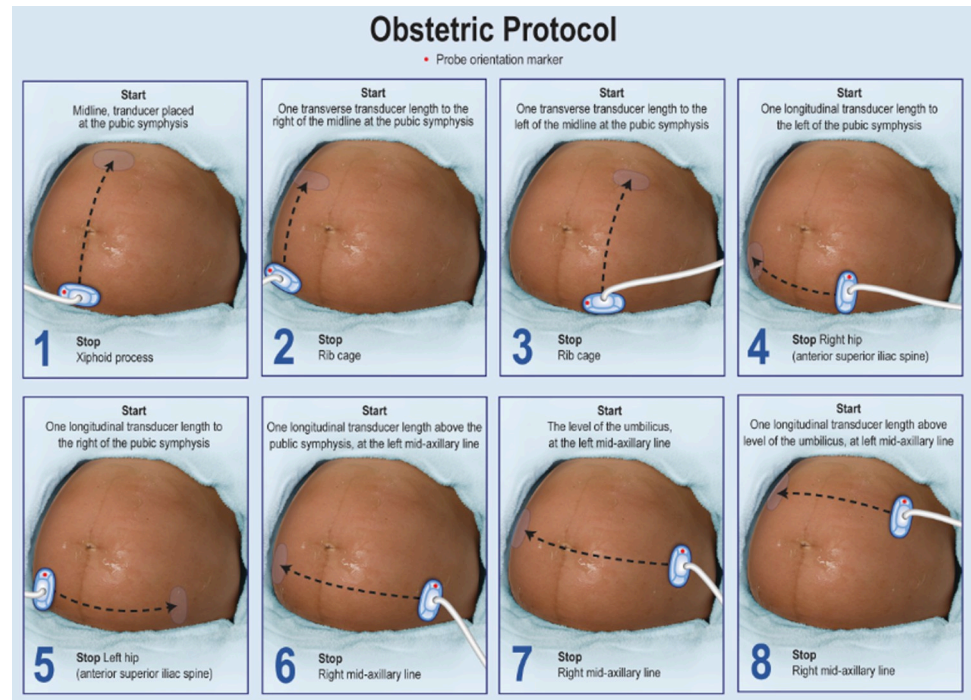 Obstetric Protocol
• Probe orientation marker
Start
Midline, tranducer placed
at the pubic symphysis
1
Stop
Xiphoid process
Start
One transverse transducer length to the
right of the midline at the pubic symphysis
2
Stop
Rib cage
Start
One transverse transducer length to the
left of the midline at the pubic symphysis
3
Stop
Rib cage
Start
One longitudinal transducer length to
the left of the pubic symphysis
4
Stop Right hip
(anterior superior iliac spine)
Start
One longitudinal transducer length to
the right of the pubic symphysis
5
Stop Left hip
(anterior superior iliac spine)
Start
One longitudinal transducer length above the
public symphysis, at the left mid-axillary line
6
Stop
Right mid-axillary line
Start
The level of the umbilicus,
at the left mid-axillary line
7
Stop
Right mid-axillary line
Start
One longitudinal transducer length above
level of the umbilicus, at left mid-axillary line
8
Stop
Right mid-axillary line